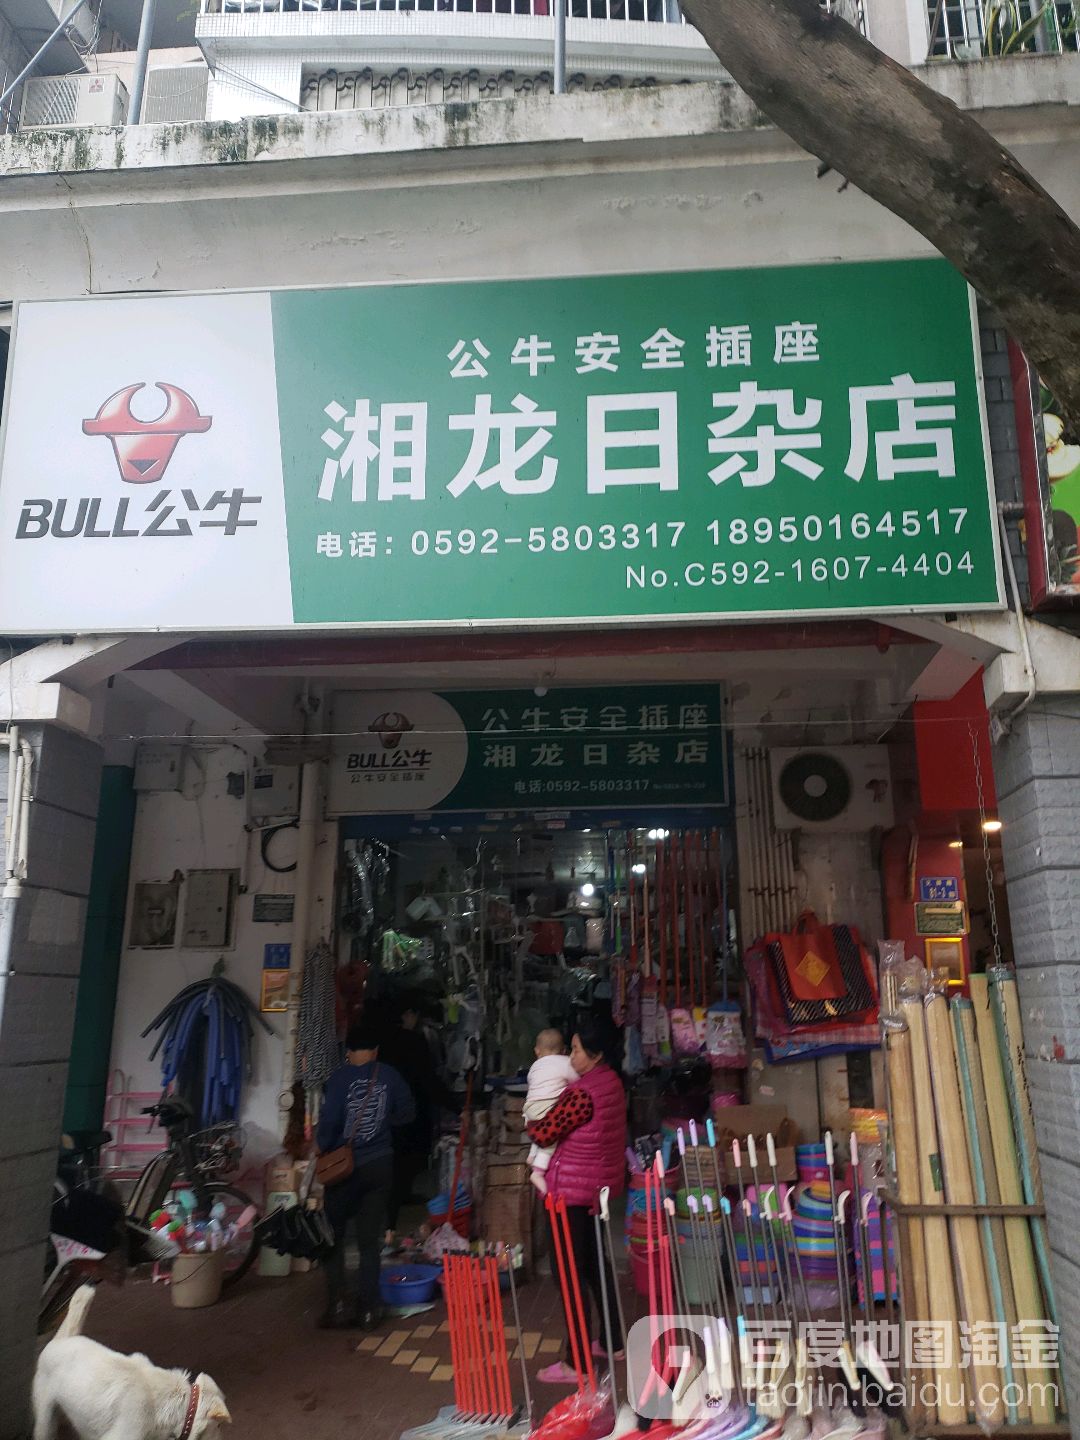 公牛安全插座
湘龙日杂店
BULL公牛
电话：0592-5803317 18950164517
No.C592-1607-4404
公牛安全插座
湘龙日杂店
BULL公牛
公牛安全插座
电话:0592-5803317
百度地图淘金
taojin.baidu.com